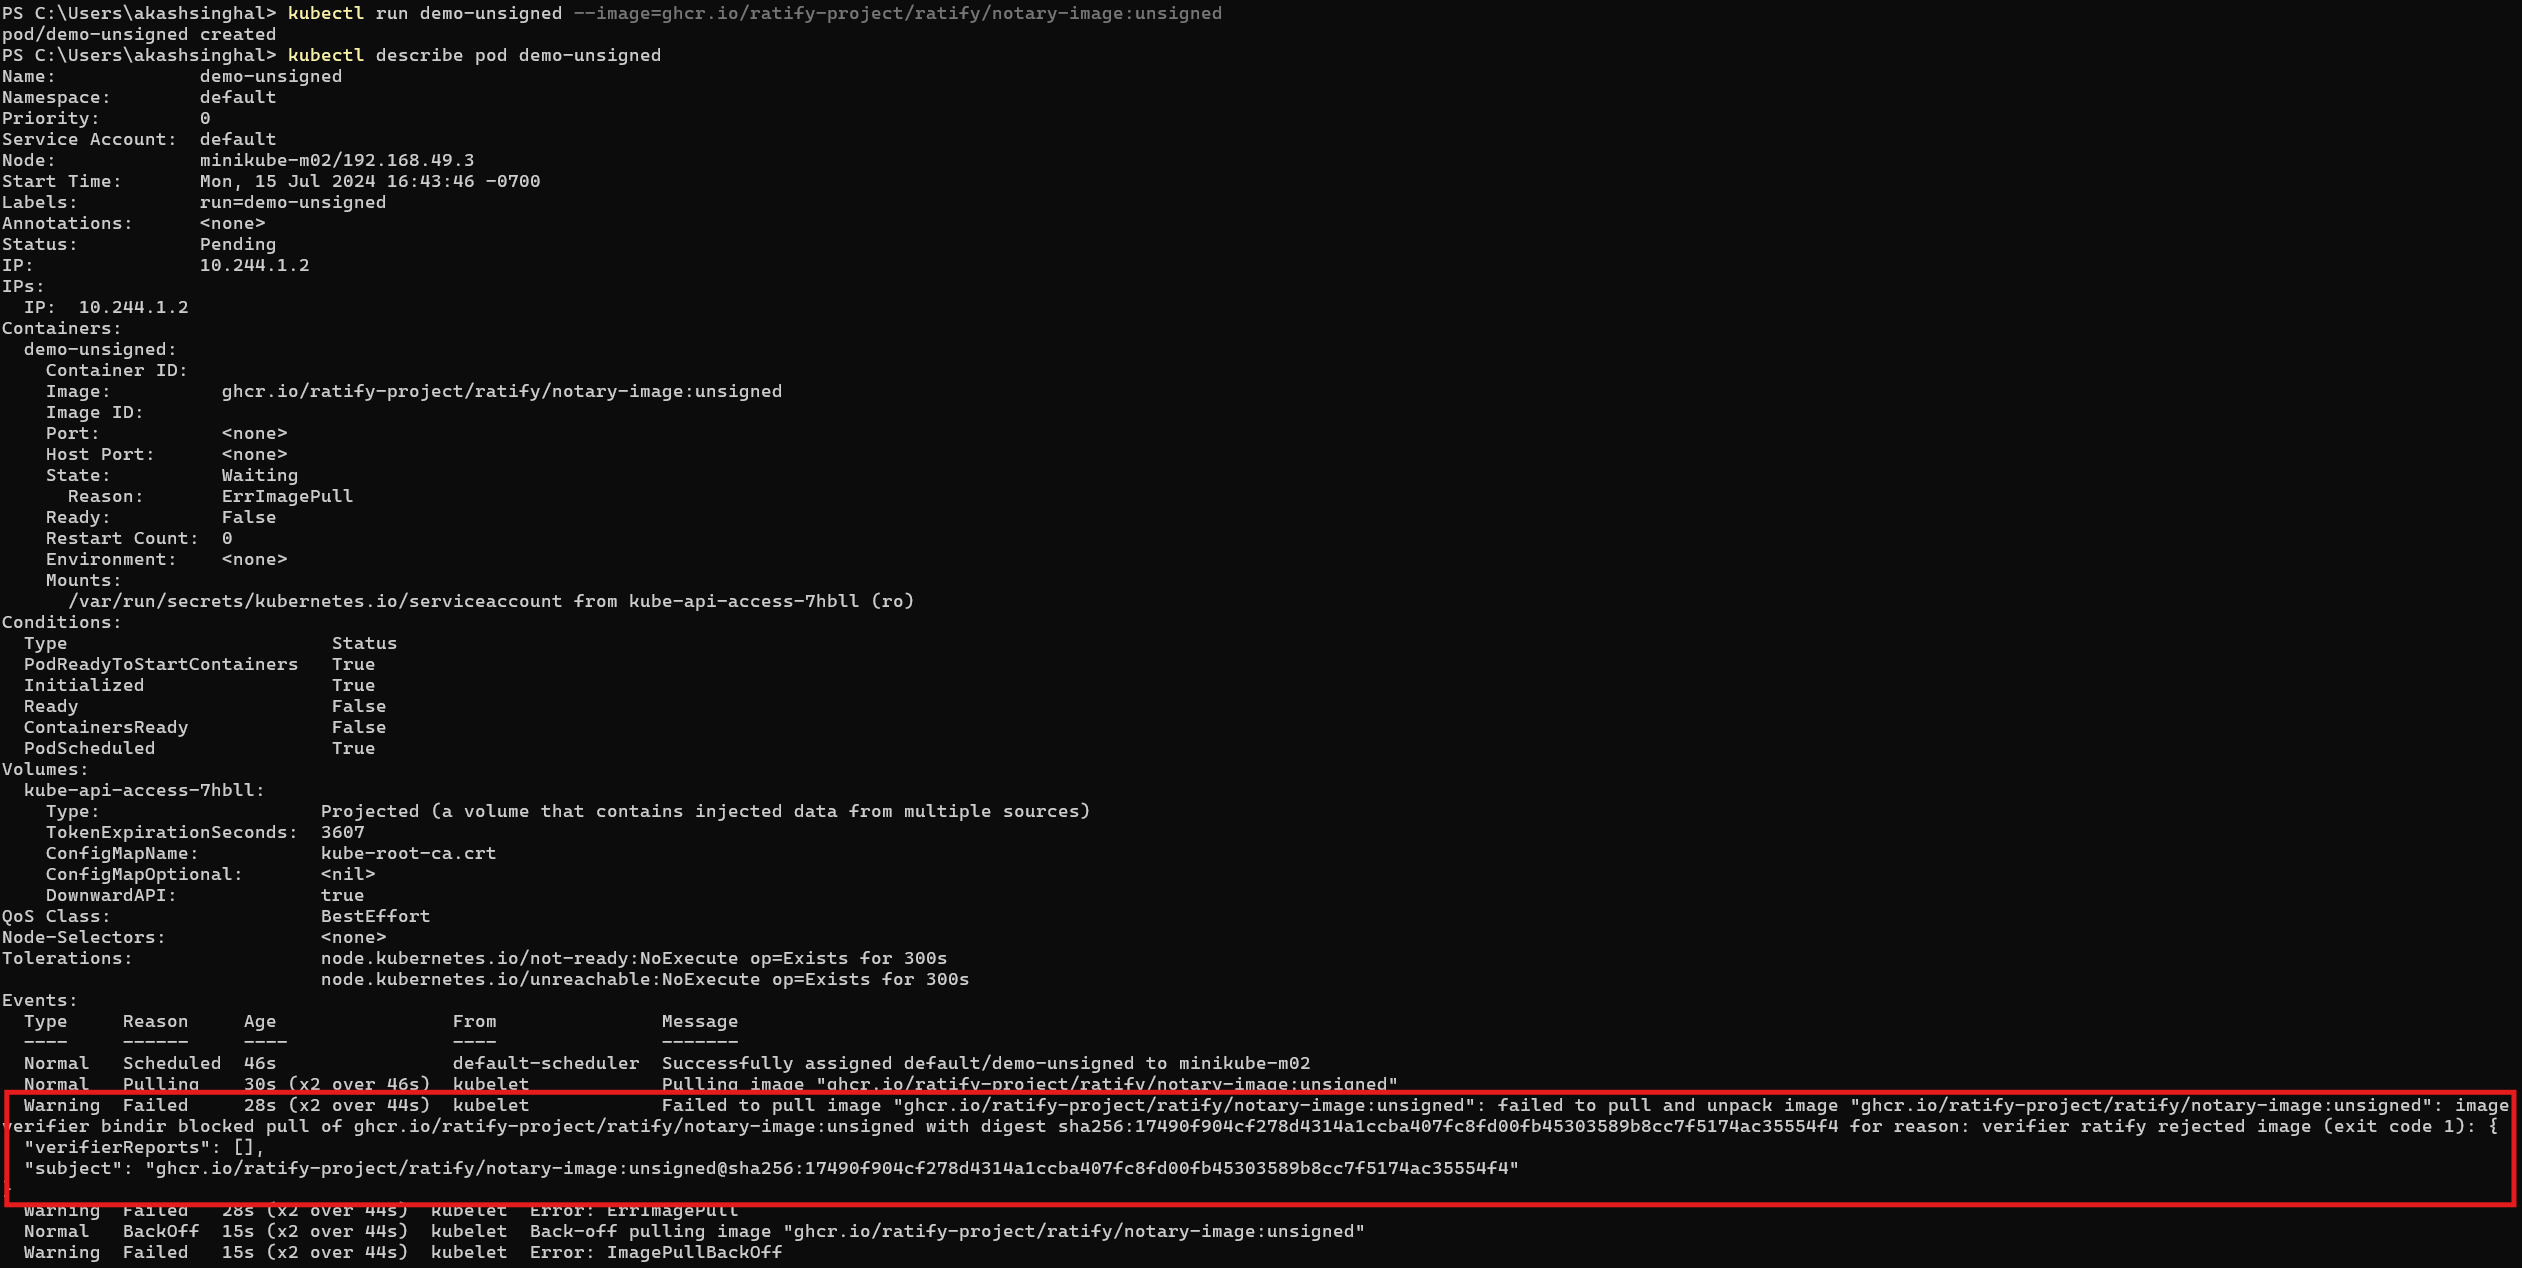 PS C:\Users\akashsinghal> kubectl run demo-unsigned --image=ghcr.io/ratify-project/ratify/notary-image:unsigned
pod/demo-unsigned created
PS C:\Users\akashsinghal> kubectl describe pod demo-unsigned
Name:             demo-unsigned
Namespace:        default
Priority:         0
Service Account:  default
Node:             minikube-m02/192.168.49.3
Start Time:       Mon, 15 Jul 2024 16:43:46 -0700
Labels:           run=demo-unsigned
Annotations:      <none>
Status:           Pending
IP:               10.244.1.2
IPs:
  IP:  10.244.1.2
Containers:
  demo-unsigned:
    Container ID:
    Image:          ghcr.io/ratify-project/ratify/notary-image:unsigned
    Image ID:
    Port:           <none>
    Host Port:      <none>
    State:          Waiting
      Reason:       ErrImagePull
    Ready:          False
    Restart Count:  0
    Environment:    <none>
    Mounts:
      /var/run/secrets/kubernetes.io/serviceaccount from kube-api-access-7hbll (ro)
Conditions:
  Type                        Status
  PodReadyToStartContainers   True
  Initialized                 True
  Ready                       False
  ContainersReady             False
  PodScheduled                True
Volumes:
  kube-api-access-7hbll:
    Type:                    Projected (a volume that contains injected data from multiple sources)
    TokenExpirationSeconds:  3607
    ConfigMapName:           kube-root-ca.crt
    ConfigMapOptional:       <nil>
    DownwardAPI:             true
QoS Class:                   BestEffort
Node-Selectors:              <none>
Tolerations:                 node.kubernetes.io/not-ready:NoExecute op=Exists for 300s
                             node.kubernetes.io/unreachable:NoExecute op=Exists for 300s
Events:
  Type     Reason     Age                From               Message
  ----     ------     ----               ----               -------
  Normal   Scheduled  46s                default-scheduler  Successfully assigned default/demo-unsigned to minikube-m02
  Normal   Pulling    30s (x2 over 46s)  kubelet            Pulling image "ghcr.io/ratify-project/ratify/notary-image:unsigned"
  Warning  Failed     28s (x2 over 44s)  kubelet            Failed to pull image "ghcr.io/ratify-project/ratify/notary-image:unsigned": failed to pull and unpack image "ghcr.io/ratify-project/ratify/notary-image:unsigned": image
verifier bindir blocked pull of ghcr.io/ratify-project/ratify/notary-image:unsigned with digest sha256:17490f904cf278d4314a1ccba407fc8fd00fb45303589b8cc7f5174ac35554f4 for reason: verifier ratify rejected image (exit code 1): {
  "verifierReports": [],
  "subject": "ghcr.io/ratify-project/ratify/notary-image:unsigned@sha256:17490f904cf278d4314a1ccba407fc8fd00fb45303589b8cc7f5174ac35554f4"
}
  Warning  Failed   28s (x2 over 44s)  kubelet  Error: ErrImagePull
  Normal   BackOff  15s (x2 over 44s)  kubelet  Back-off pulling image "ghcr.io/ratify-project/ratify/notary-image:unsigned"
  Warning  Failed   15s (x2 over 44s)  kubelet  Error: ImagePullBackOff